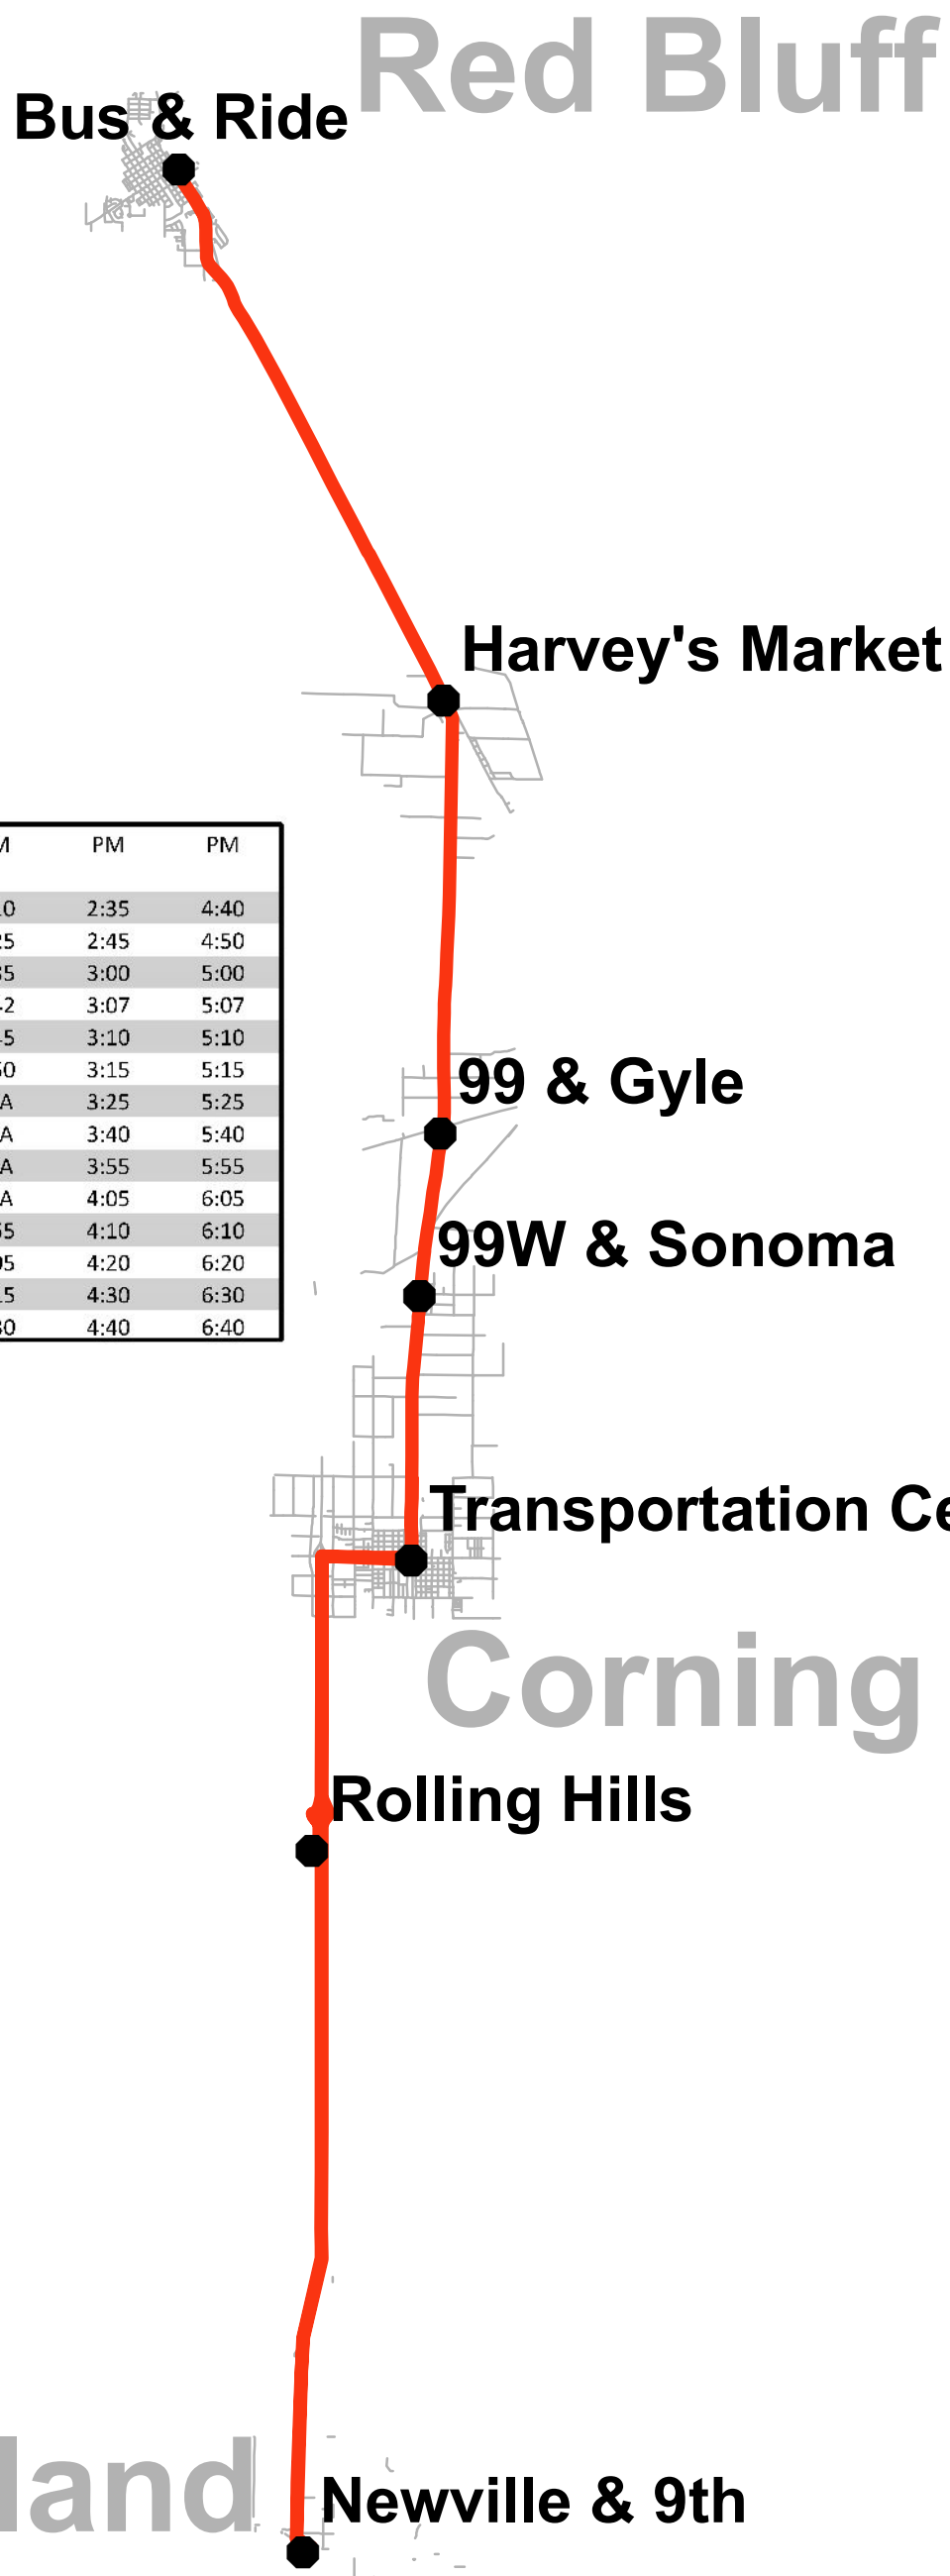 Red Bluff
Bus & Ride
Harvey's Market
PM PM
2:35 4:40
2:45 4:50
3:00 5:00
3:07 5:07
3:10 5:10
3:15 5:15
3:25 5:25
3:40 5:40
3:55 5:55
4:05 6:05
4:10 6:10
4:20 6:20
4:30 6:30
4:40 6:40
99 & Gyle
99W & Sonoma
Transportation Ce
Corning
Rolling Hills
land
Newville & 9th